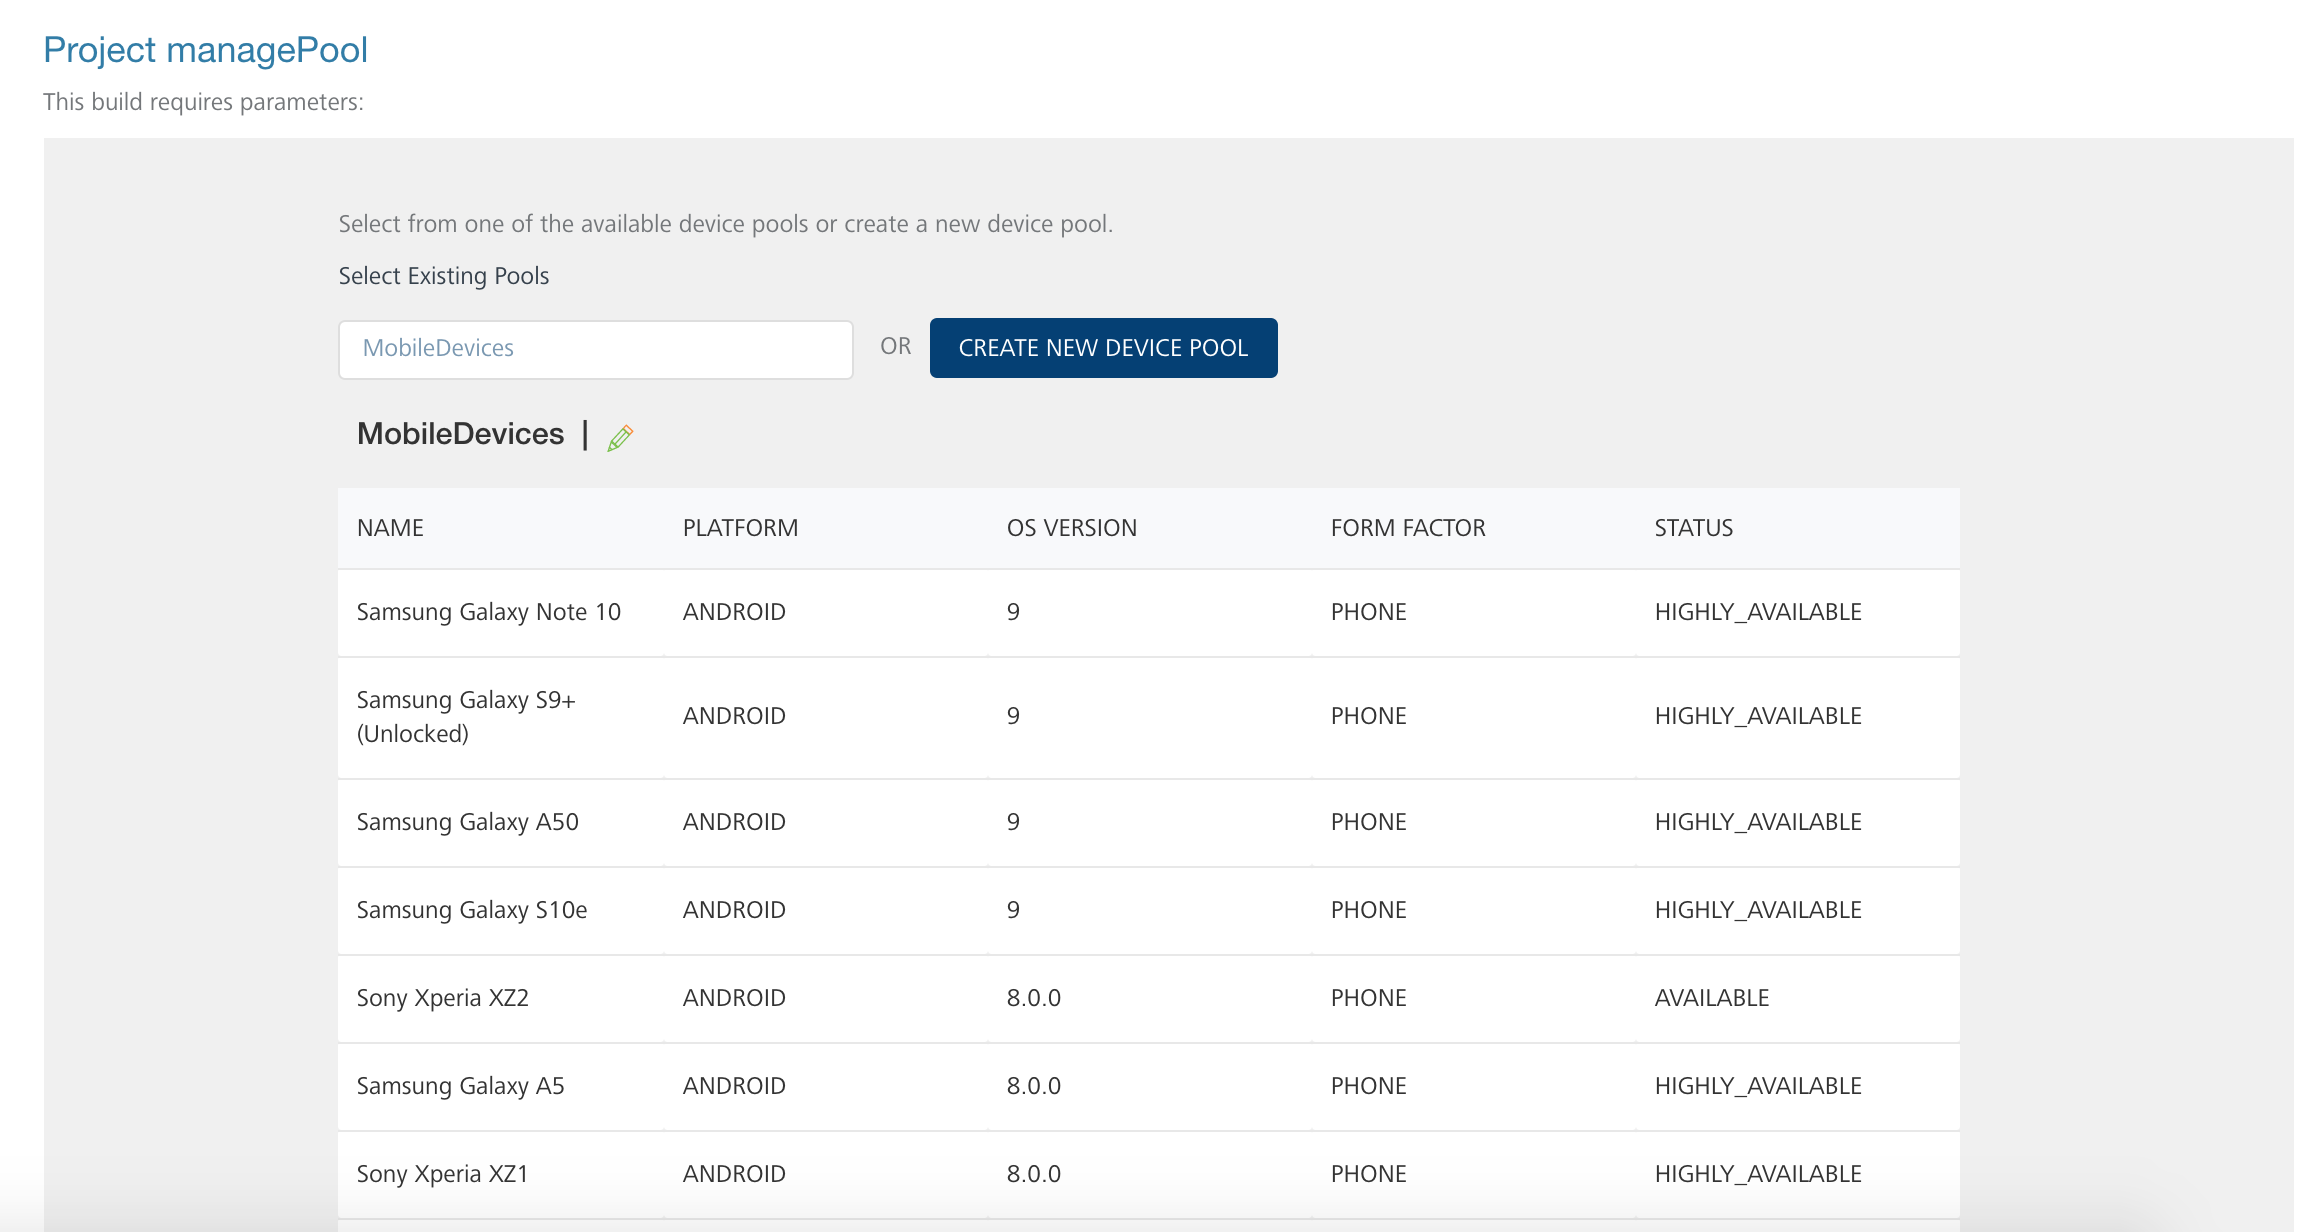 Project managePool
This build requires parameters:
Select from one of the available device pools or create a new device pool.
Select Existing Pools
MobileDevices OR CREATE NEW DEVICE POOL
MobileDevices |
NAME PLATFORM OS VERSION FORM FACTOR STATUS
Samsung Galaxy Note 10 ANDROID 9 PHONE HIGHLY_AVAILABLE
Samsung Galaxy S9+
(Unlocked) ANDROID 9 PHONE HIGHLY_AVAILABLE
Samsung Galaxy A50 ANDROID 9 PHONE HIGHLY_AVAILABLE
Samsung Galaxy S10e ANDROID 9 PHONE HIGHLY_AVAILABLE
Sony Xperia XZ2 ANDROID 8.0.0 PHONE AVAILABLE
Samsung Galaxy A5 ANDROID 8.0.0 PHONE HIGHLY_AVAILABLE
Sony Xperia XZ1 ANDROID 8.0.0 PHONE HIGHLY_AVAILABLE